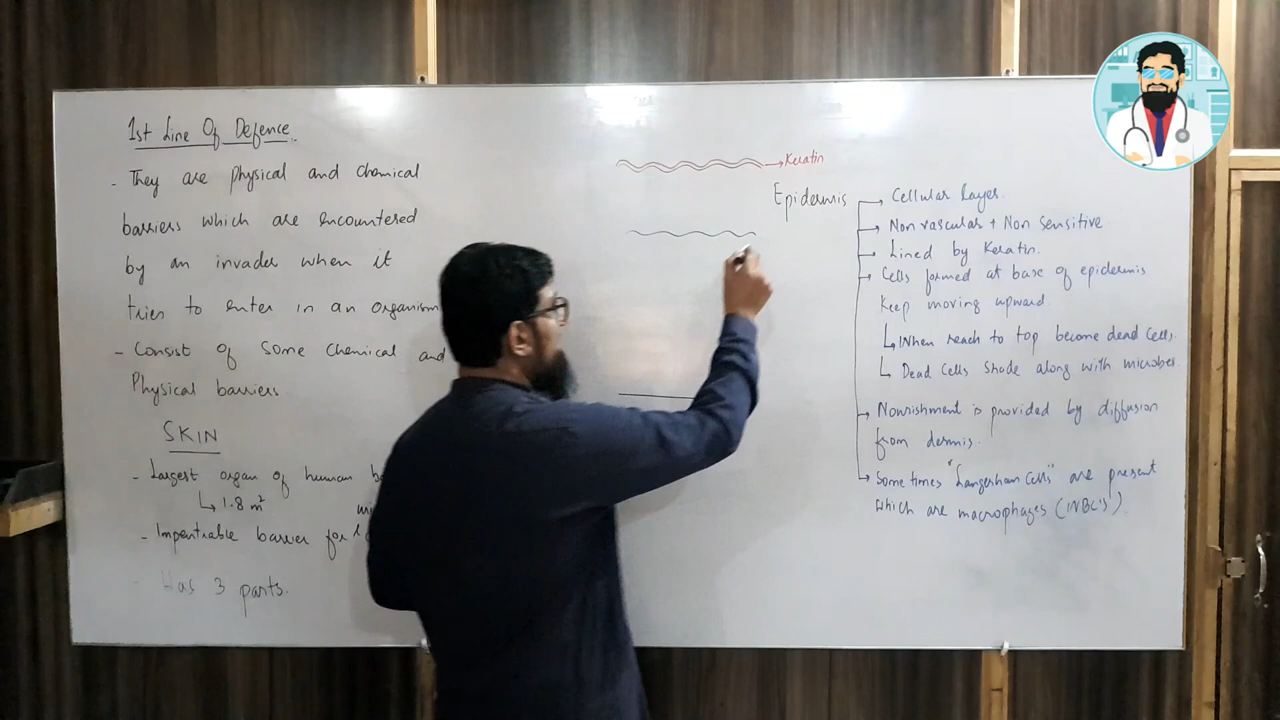 1st Line Of Defence.
- They are physical and chemical
barriers which are encountered
by an invader when it
tries to enter in an organism
- Consist of some chemical and
Physical barriers
SKIN
- Largest organ of human
↳ 1.8 m²
- Impentriable barrier for
- Has 3 parts.
→ Keratin
Epidermis
→ Cellular Layer.
→ Non vascular + Non Sensitive
→ Lined by Keratin.
→ Cells formed at base of epidermis
keep moving upward.
↳ When reach to top become dead cells.
↳ Dead Cells Shade along with microbes
→ Nourishment is provided by diffusion
from dermis.
→ Some times "Langerhan Cells" are present
which are macrophages (WBC's).